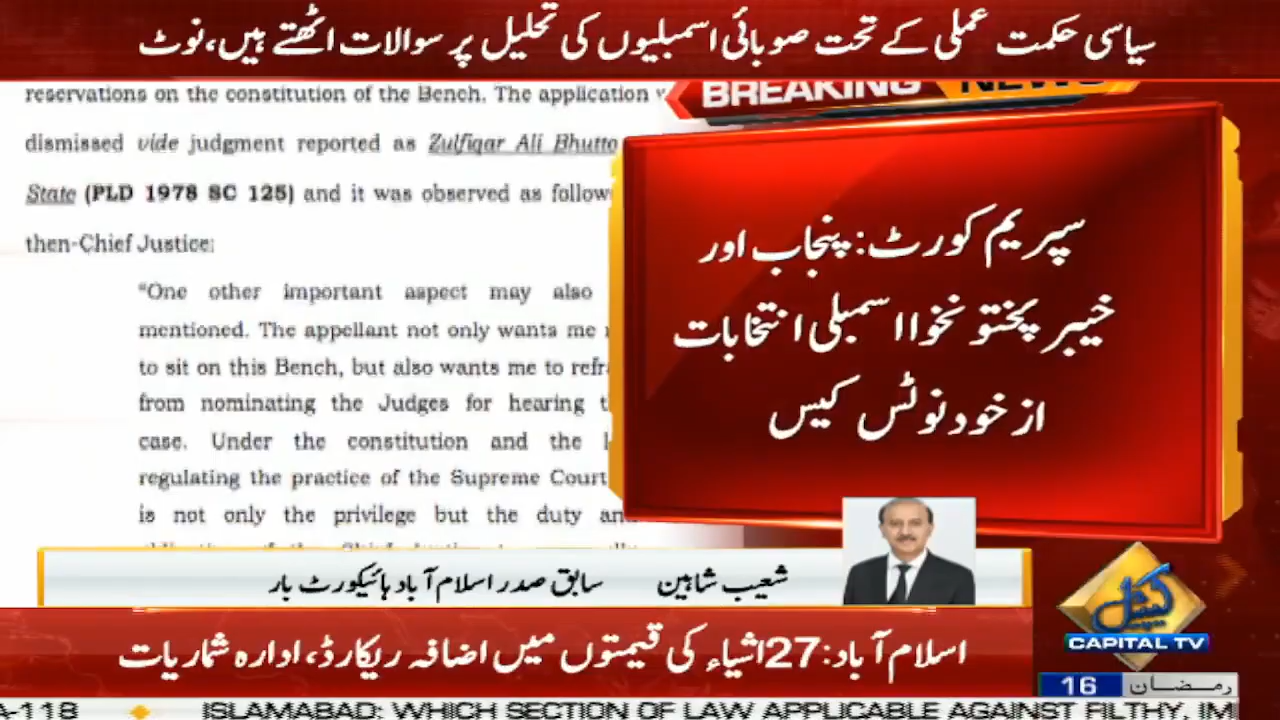 سیاسی حکمت عملی کے تحت صوبائی اسمبلیوں کی تحلیل پر سوالات اٹھتے ہیں، نوٹ
reservations on the constitution of the Bench. The application
dismissed vide judgment reported as Zulfiqar Ali Bhutto
State (PLD 1978 SC 125) and it was observed as
then-Chief Justice:
"One other important aspect may also
mentioned. The appellant not only wants me
to sit on this Bench, but also wants me to
from nominating the Judges for hearing
case. Under the constitution and the
regulating the practice of the Supreme Court,
is not only the privilege but the duty
BREAKING NEWS
سپریم کورٹ: پنجاب اور
خیبر پختونخوا اسمبلی انتخابات
از خود نوٹس کیس
شعیب شاہین
سابق صدر اسلام آباد ہائیکورٹ بار
کیپیٹل
CAPITAL TV
اسلام آباد: 27 اشیاء کی قیمتوں میں اضافہ ریکارڈ، ادارہ شماریات
16 رمضان
A-118 ISLAMABAD: WHICH SECTION OF LAW APPLICABLE AGAINST FILTHY, IM